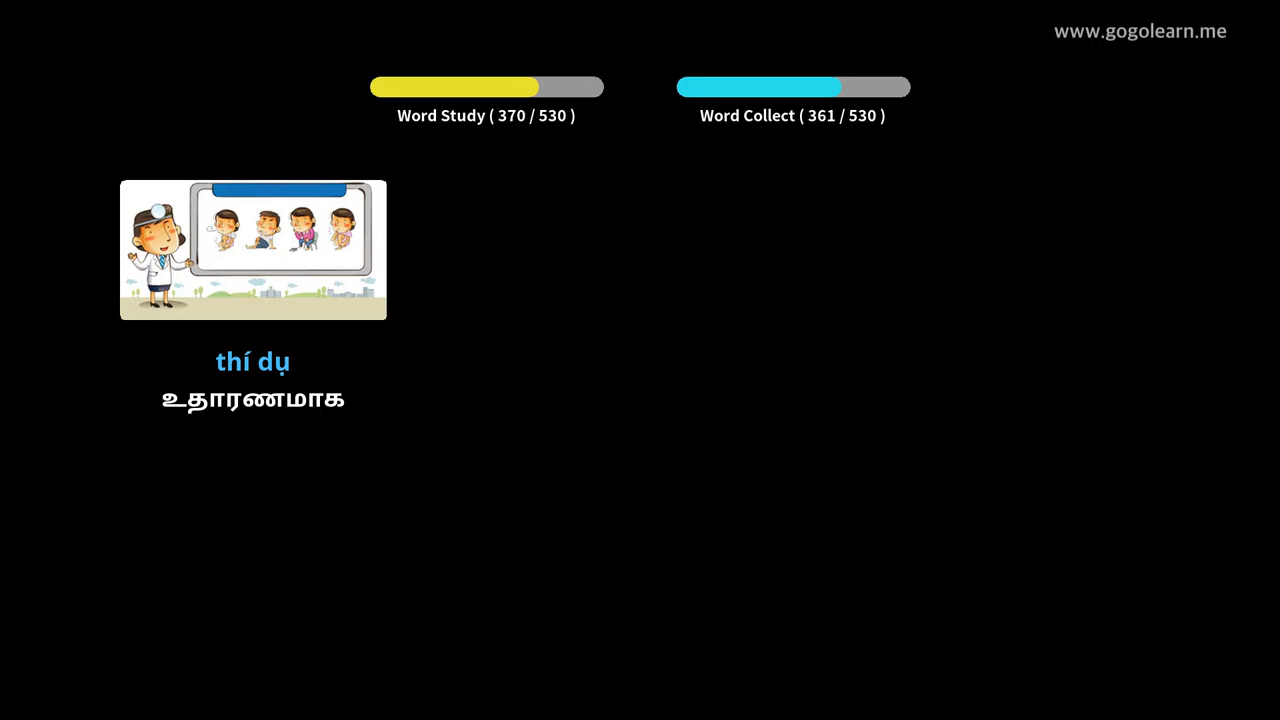 www.gogolearn.me
Word Study ( 370 / 530 )
Word Collect ( 361 / 530 )
thí dụ
உதாரணமாக